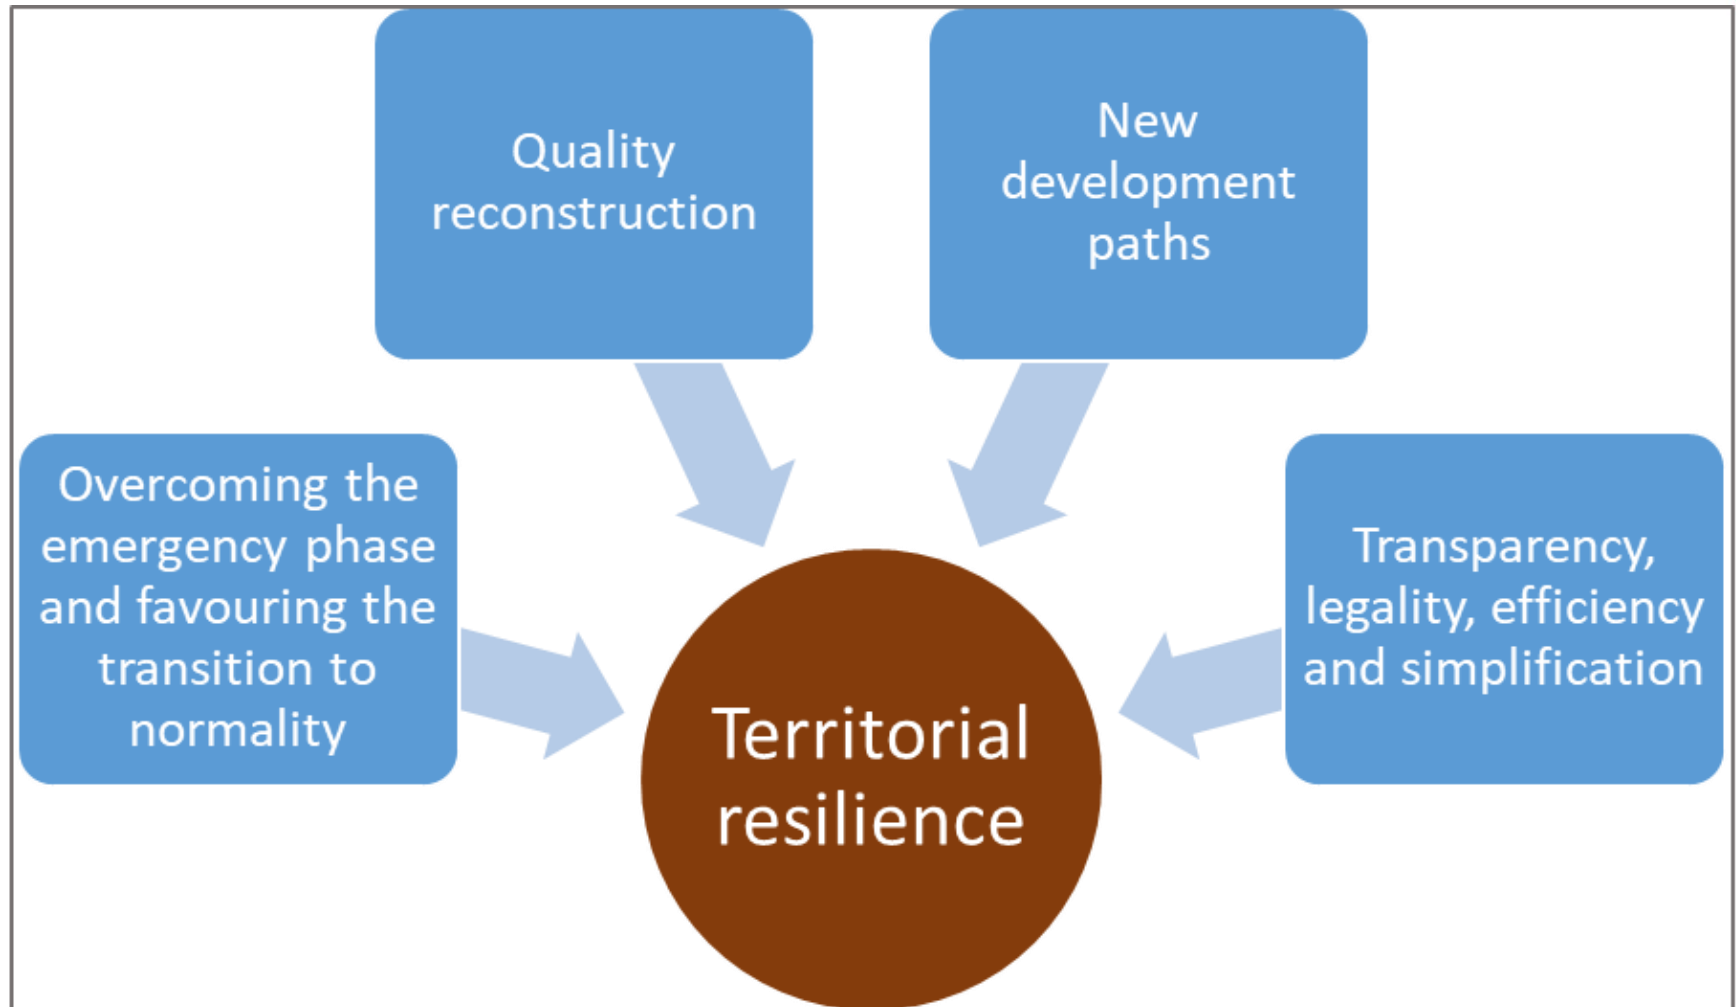 Quality
reconstruction
New
development
paths
Overcoming the
emergency phase
and favouring the
transition to
normality
Transparency,
legality, efficiency
and simplification
Territorial
resilience